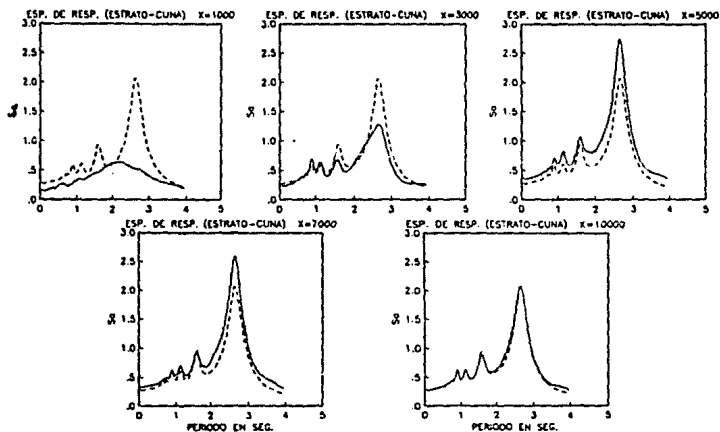 ESP. DE RESP. (ESTRATO-CUNA) X=1000
3.0
2.5
2.0
1.5
1.0
.5
.0
Sa
0 1 2 3 4 5
ESP. DE RESP. (ESTRATO-CUNA) X=3000
3.0
2.5
2.0
1.5
1.0
.5
.0
Sa
0 1 2 3 4 5
ESP. DE RESP. (ESTRATO-CUNA) X=5000
3.0
2.5
2.0
1.5
1.0
.5
.0
Sa
0 1 2 3 4 5
ESP. DE RESP. (ESTRATO-CUNA) X=7000
3.0
2.5
2.0
1.5
1.0
.5
.0
Sa
0 1 2 3 4 5
PERIODO EN SEG.
ESP. DE RESP. (ESTRATO-CUNA) X=10000
3.0
2.5
2.0
1.5
1.0
.5
.0
Sa
0 1 2 3 4 5
PERIODO EN SEG.